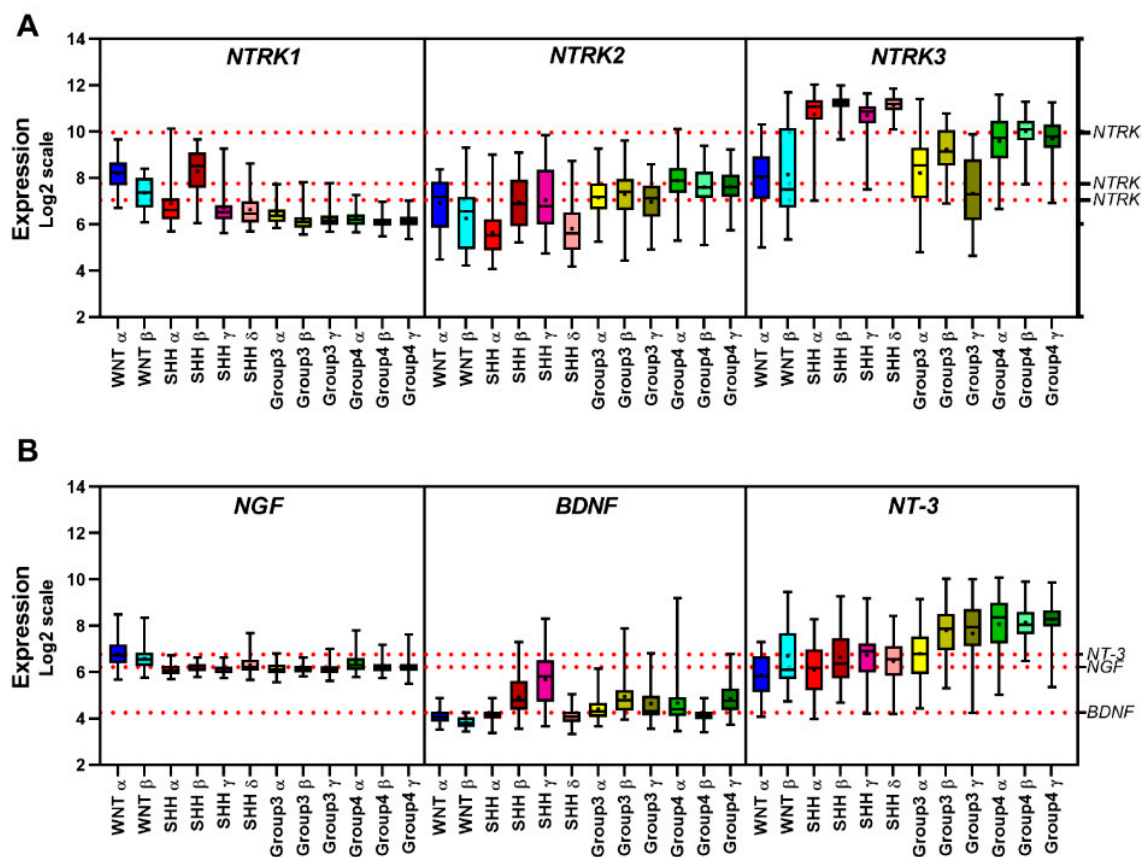 A
Expression
Log2 scale
14
12
10
8
6
4
2
NTRK1
NTRK2
NTRK3
NTRK
NTRK
NTRK
WNT α
WNT β
SHH α
SHH β
SHH γ
SHH δ
Group3 α
Group3 β
Group3 γ
Group4 α
Group4 β
Group4 γ
WNT α
WNT β
SHH α
SHH β
SHH γ
SHH δ
Group3 α
Group3 β
Group3 γ
Group4 α
Group4 β
Group4 γ
WNT α
WNT β
SHH α
SHH β
SHH γ
SHH δ
Group3 α
Group3 β
Group3 γ
Group4 α
Group4 β
Group4 γ
B
Expression
Log2 scale
14
12
10
8
6
4
2
NGF
BDNF
NT-3
NT-3
NGF
BDNF
WNT α
WNT β
SHH α
SHH β
SHH γ
SHH δ
Group3 α
Group3 β
Group3 γ
Group4 α
Group4 β
Group4 γ
WNT α
WNT β
SHH α
SHH β
SHH γ
SHH δ
Group3 α
Group3 β
Group3 γ
Group4 α
Group4 β
Group4 γ
WNT α
WNT β
SHH α
SHH β
SHH γ
SHH δ
Group3 α
Group3 β
Group3 γ
Group4 α
Group4 β
Group4 γ